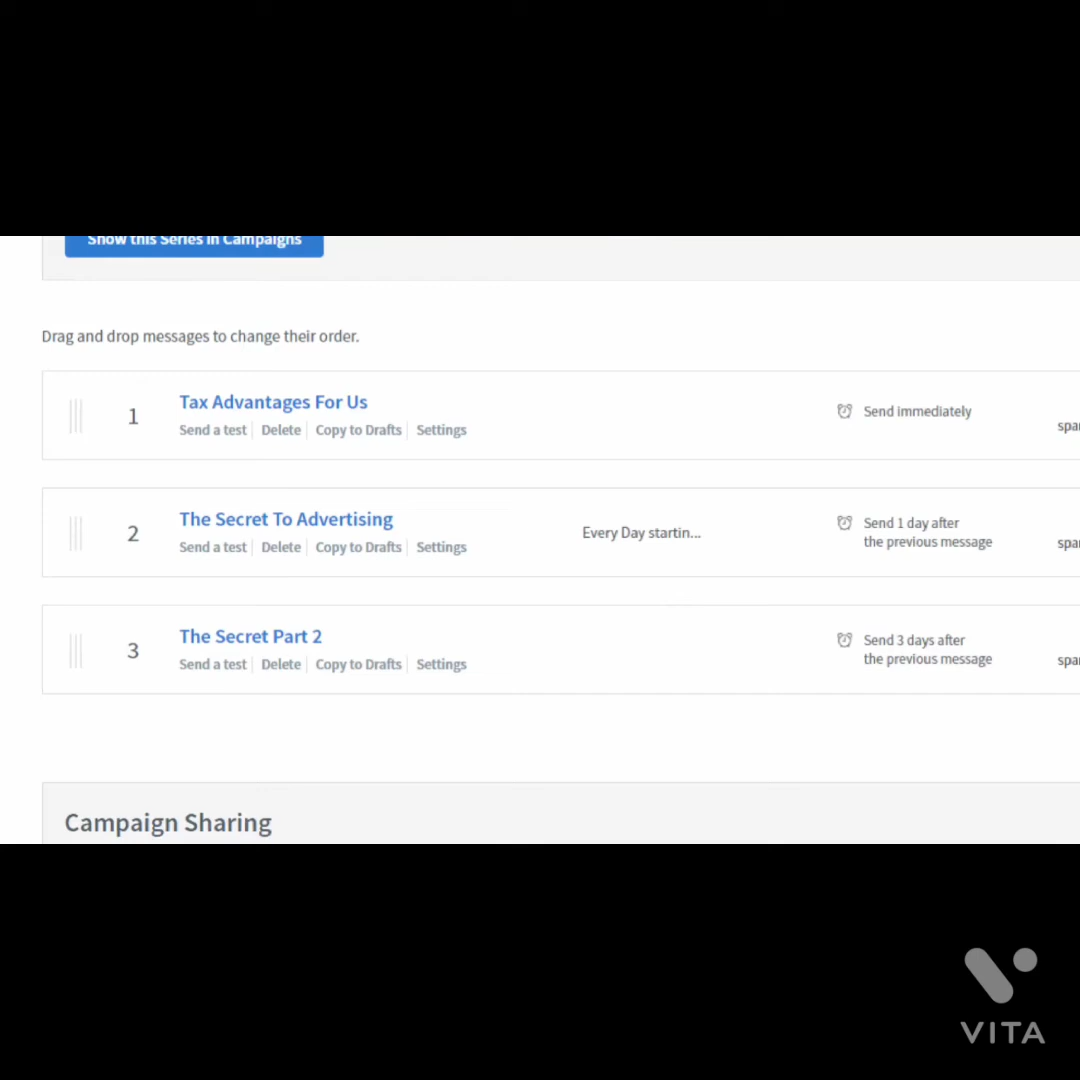 Show this Series in Campaigns
Drag and drop messages to change their order.
1
Tax Advantages For Us
Send a test
Delete
Copy to Drafts
Settings
Send immediately
2
The Secret To Advertising
Send a test
Delete
Copy to Drafts
Settings
Every Day startin...
Send 1 day after
the previous message
3
The Secret Part 2
Send a test
Delete
Copy to Drafts
Settings
Send 3 days after
the previous message
Campaign Sharing
VITA